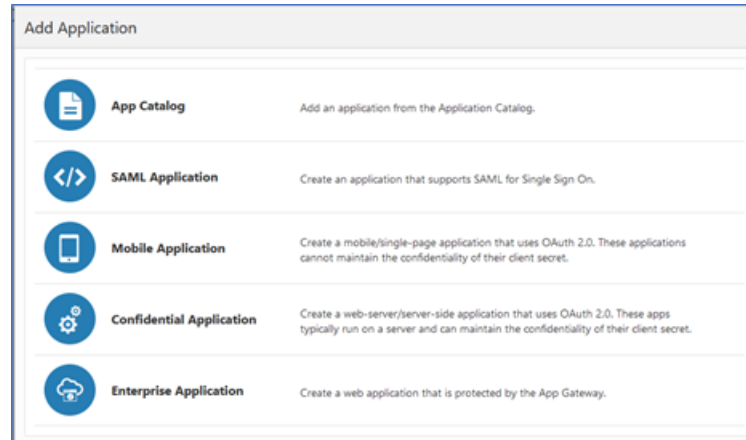 Add Application
App Catalog
Add an application from the Application Catalog.
SAML Application
Create an application that supports SAML for Single Sign On.
Mobile Application
Create a mobile/single-page application that uses OAuth 2.0. These applications
cannot maintain the confidentiality of their client secret.
Confidential Application
Create a web-server/server-side application that uses OAuth 2.0. These apps
typically run on a server and can maintain the confidentiality of their client secret.
Enterprise Application
Create a web application that is protected by the App Gateway.